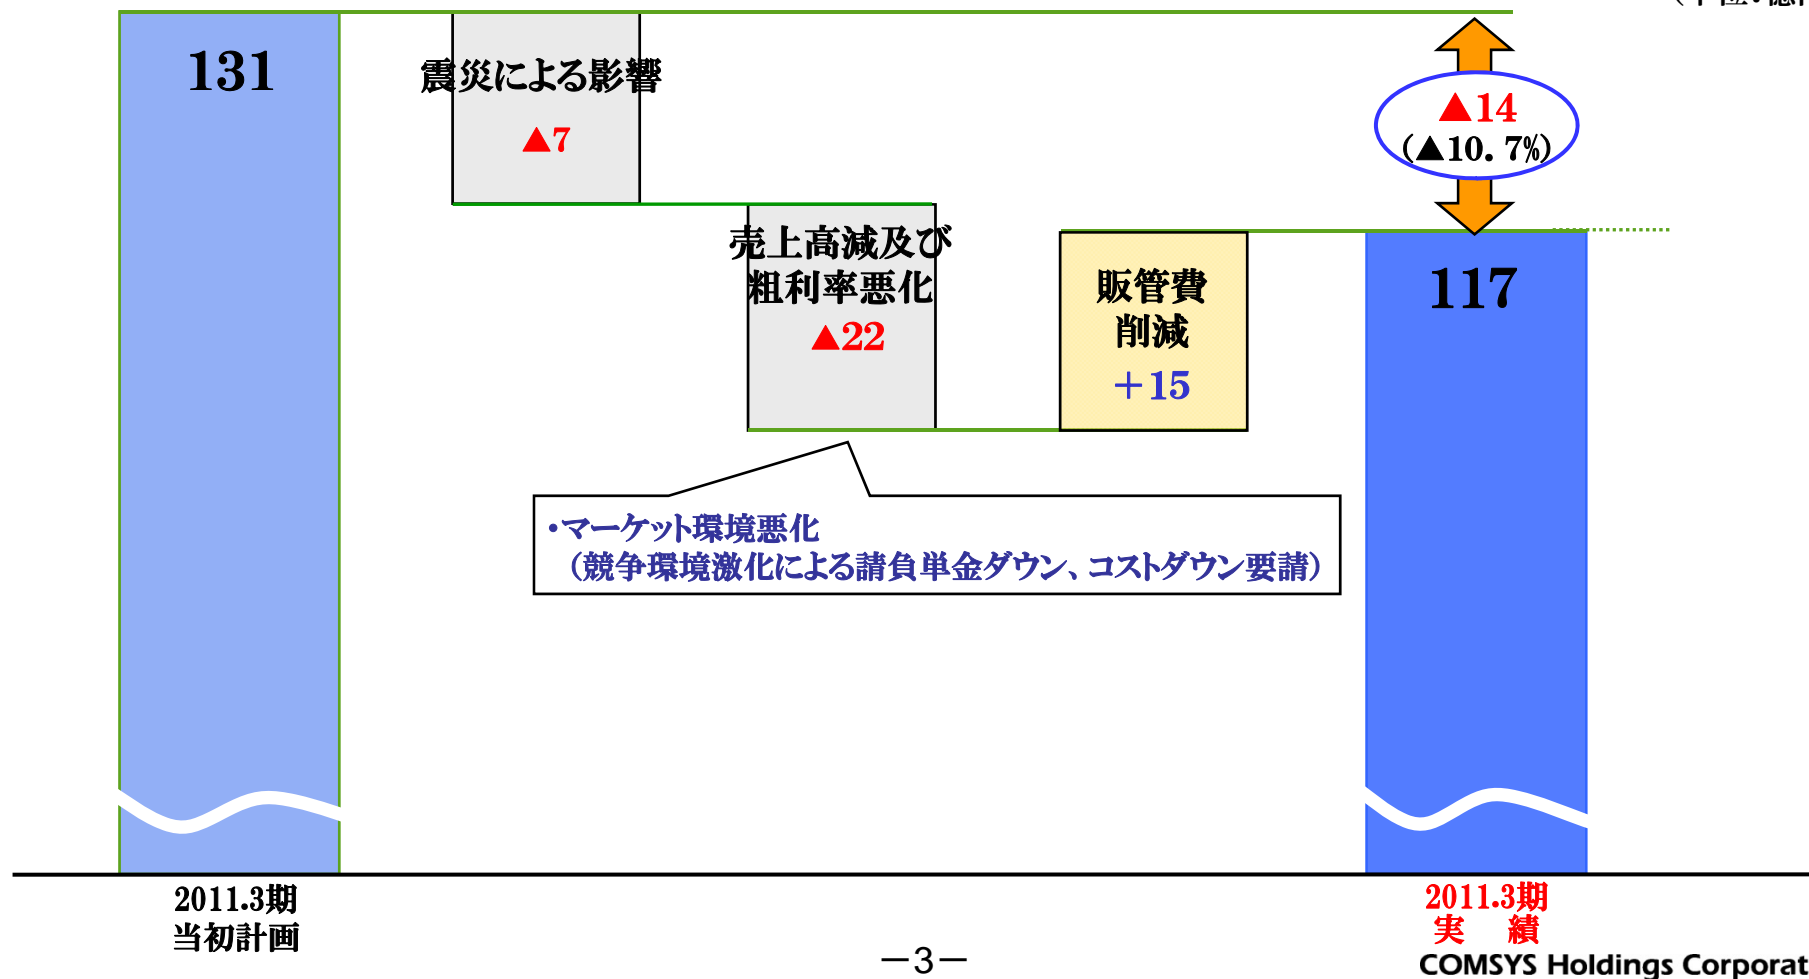 131
震災による影響
▲7
▲14
(▲10.7%)
売上高減及び
粗利率悪化
▲22
販管費
削減
+15
117
・マーケット環境悪化
(競争環境激化による請負単金ダウン、コストダウン要請)
2011.3期
当初計画
2011.3期
実 績
-3-
COMSYS Holdings Corporat